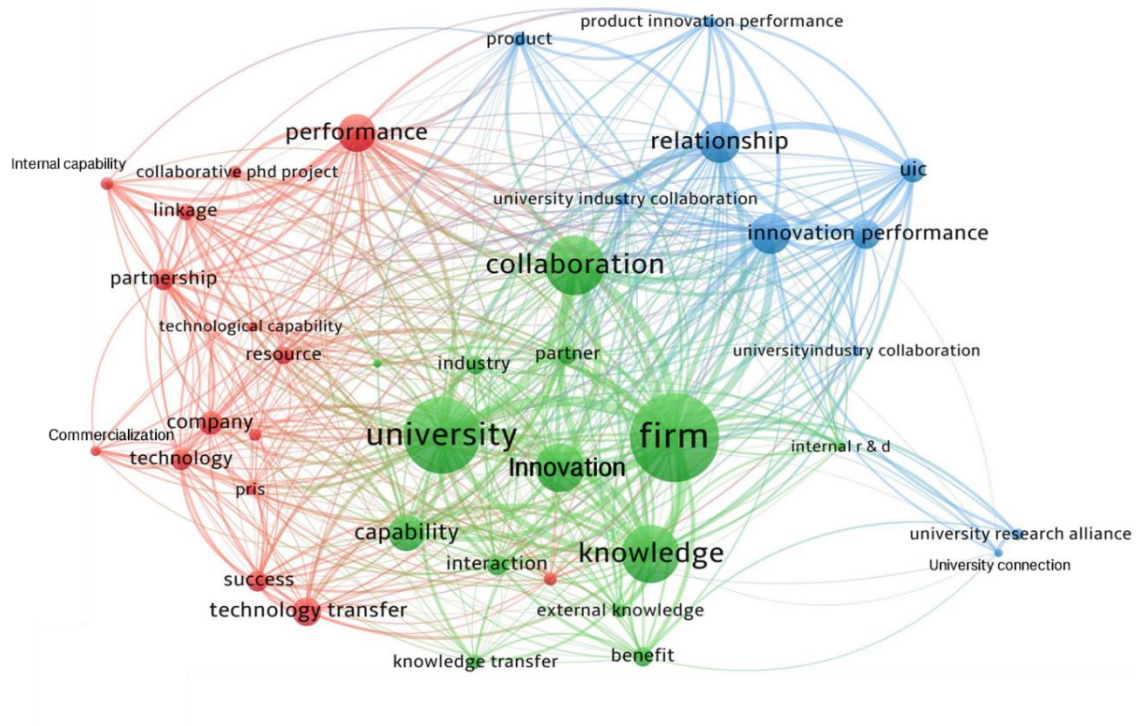 product innovation performance
product
performance
relationship
Internal capability
collaborative phd project
uic
university industry collaboration
linkage
innovation performance
collaboration
partnership
technological capability
resource
industry
partner
universityindustry collaboration
company
Commercialization
university
firm
internal r & d
technology
Innovation
pris
capability
university research alliance
knowledge
interaction
University connection
success
technology transfer
external knowledge
knowledge transfer
benefit